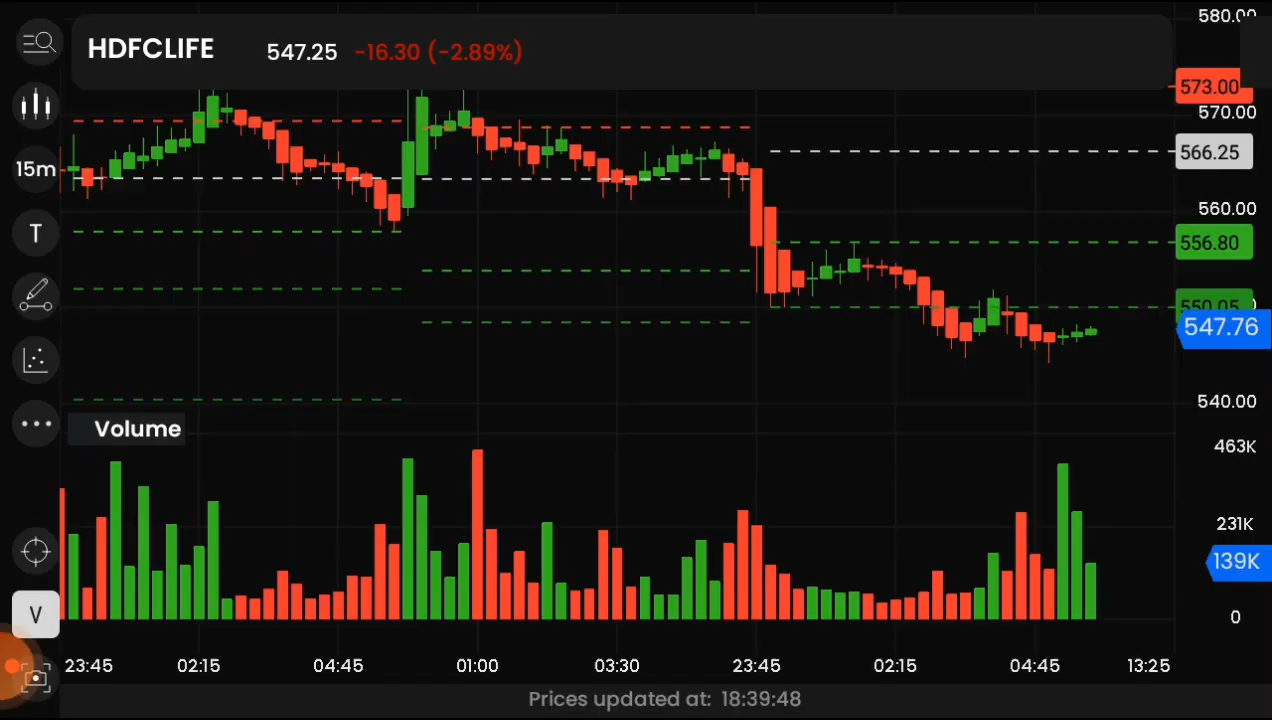 HDFCLIFE 547.25 -16.30 (-2.89%)
580.00
573.00
570.00
15m
566.25
560.00
T
556.80
550.05
547.76
540.00
Volume
463K
231K
139K
V
0
23:45 02:15 04:45 01:00 03:30 23:45 02:15 04:45 13:25
Prices updated at: 18:39:48